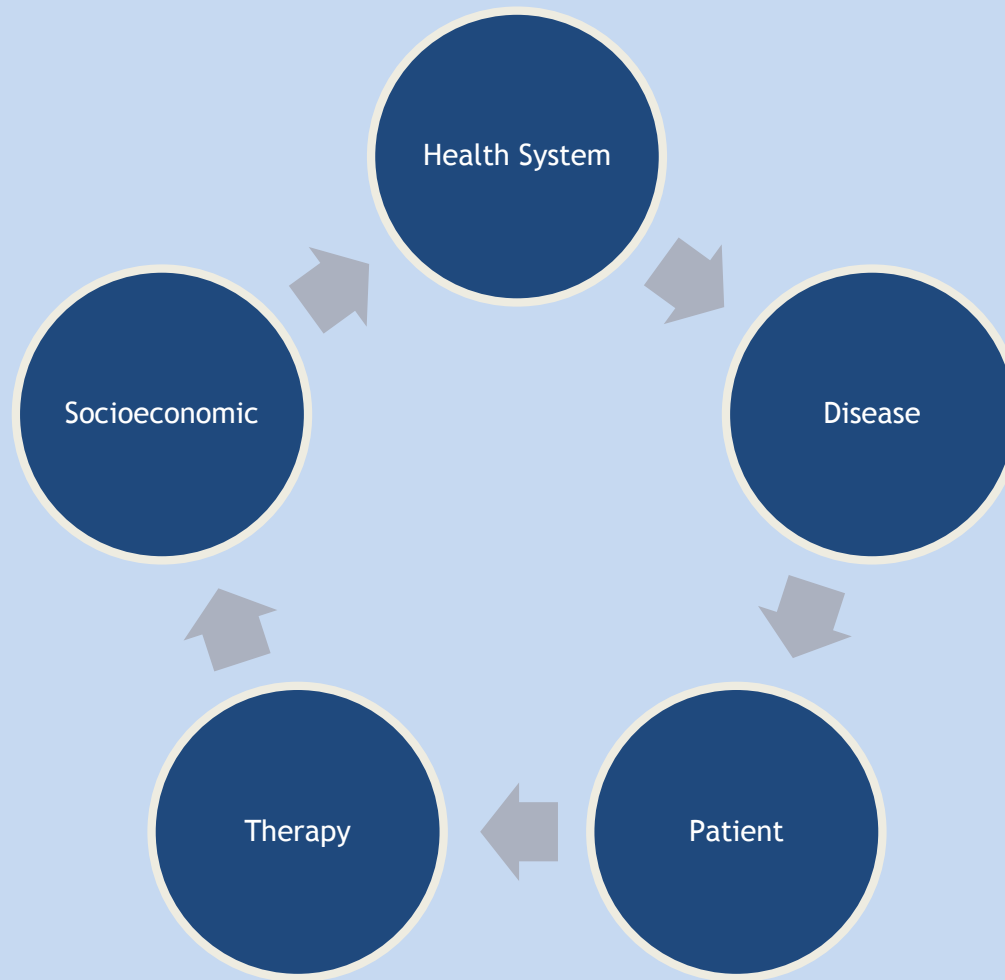 Health System
Disease
Patient
Therapy
Socioeconomic